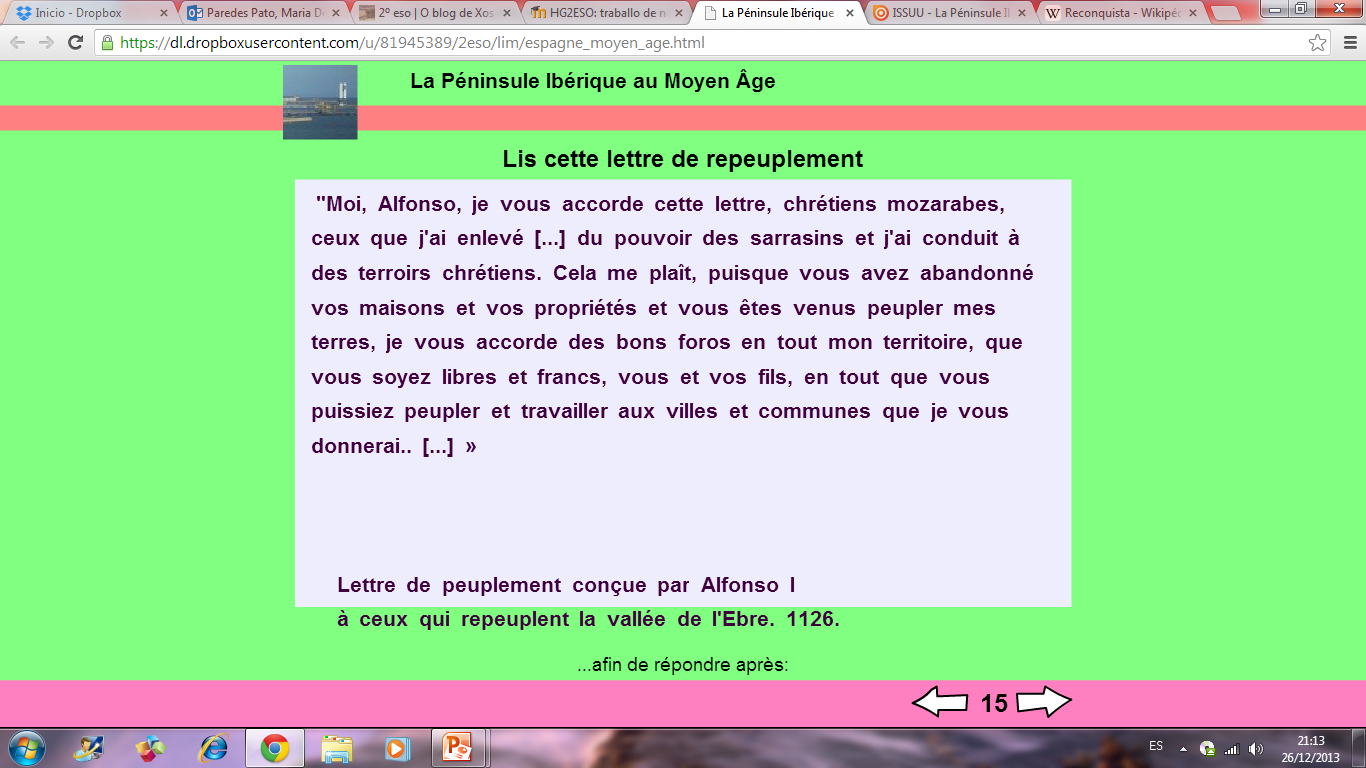 Inicio - Dropbox
Paredes Pato, Maria D
2º eso | O blog de Xos
HG2ESO: traballo de n
La Péninsule Ibérique
ISSUU - La Péninsule I
Reconquista - Wikipéd
https://dl.dropboxusercontent.com/u/81945389/2eso/lim/espagne_moyen_age.html
La Péninsule Ibérique au Moyen Âge
Lis cette lettre de repeuplement
"Moi, Alfonso, je vous accorde cette lettre, chrétiens mozarabes,
ceux que j'ai enlevé [...] du pouvoir des sarrasins et j'ai conduit à
des terroirs chrétiens. Cela me plaît, puisque vous avez abandonné
vos maisons et vos propriétés et vous êtes venus peupler mes
terres, je vous accorde des bons foros en tout mon territoire, que
vous soyez libres et francs, vous et vos fils, en tout que vous
puissiez peupler et travailler aux villes et communes que je vous
donnerai.. [...] »
Lettre de peuplement conçue par Alfonso I
à ceux qui repeuplent la vallée de l'Ebre. 1126.
...afin de répondre après:
15
ES
21:13
26/12/2013